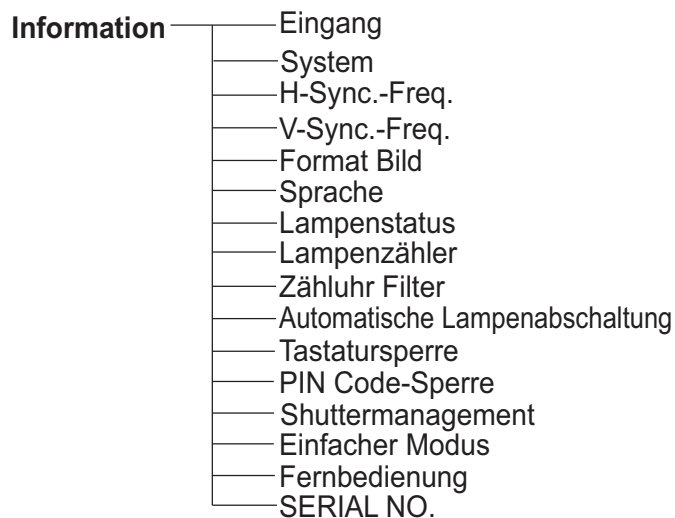 Information
Eingang
System
H-Sync.-Freq.
V-Sync.-Freq.
Format Bild
Sprache
Lampenstatus
Lampenzähler
Zähluhr Filter
Automatische Lampenabschaltung
Tastatursperre
PIN Code-Sperre
Shuttermanagement
Einfacher Modus
Fernbedienung
SERIAL NO.